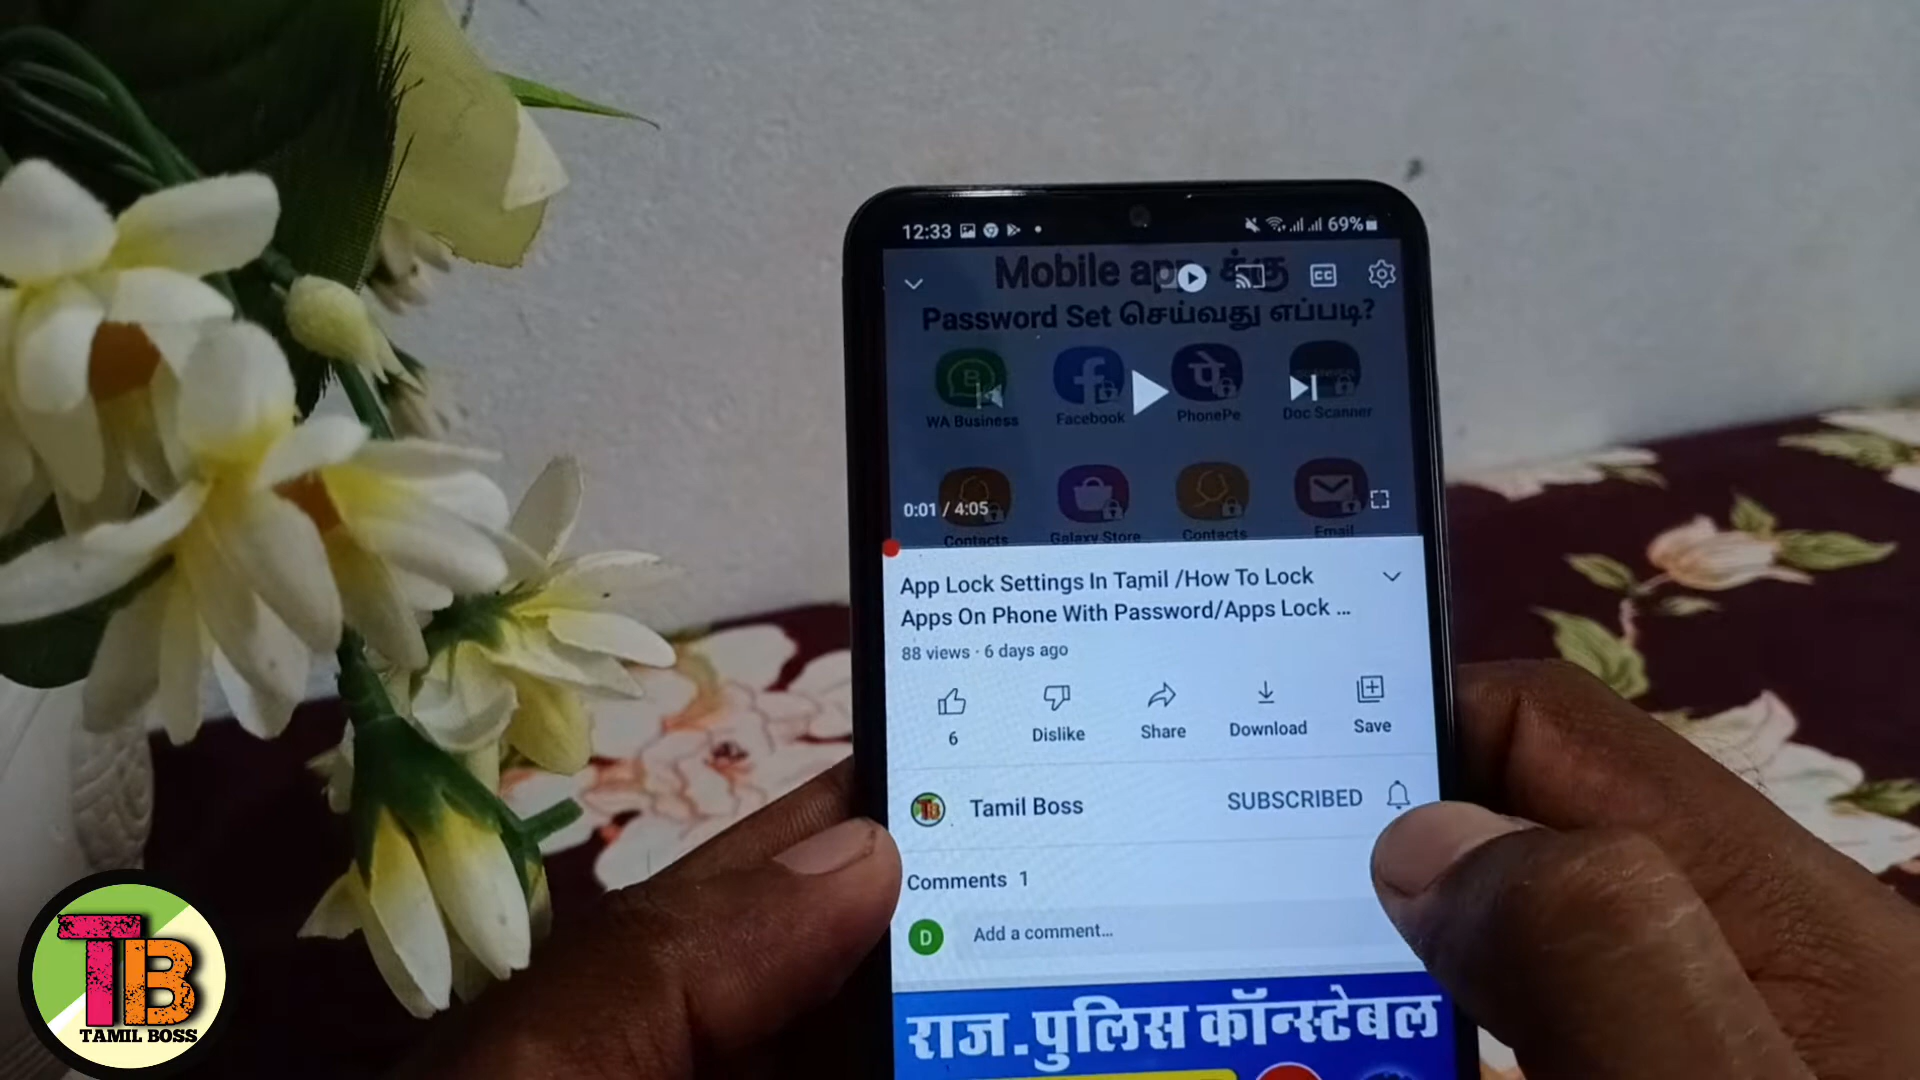 12:33
69%
Mobile app க்கு
Password Set செய்வது எப்படி?
WA Business
Facebook
PhonePe
Doc Scanner
0:01 / 4:05
Contacts
Galaxy Store
Contacts
Email
App Lock Settings In Tamil /How To Lock
Apps On Phone With Password/Apps Lock ...
88 views · 6 days ago
6
Dislike
Share
Download
Save
Tamil Boss
SUBSCRIBED
Comments 1
D
Add a comment...
राज.पुलिस कॉन्स्टेबल
TB
TAMIL BOSS